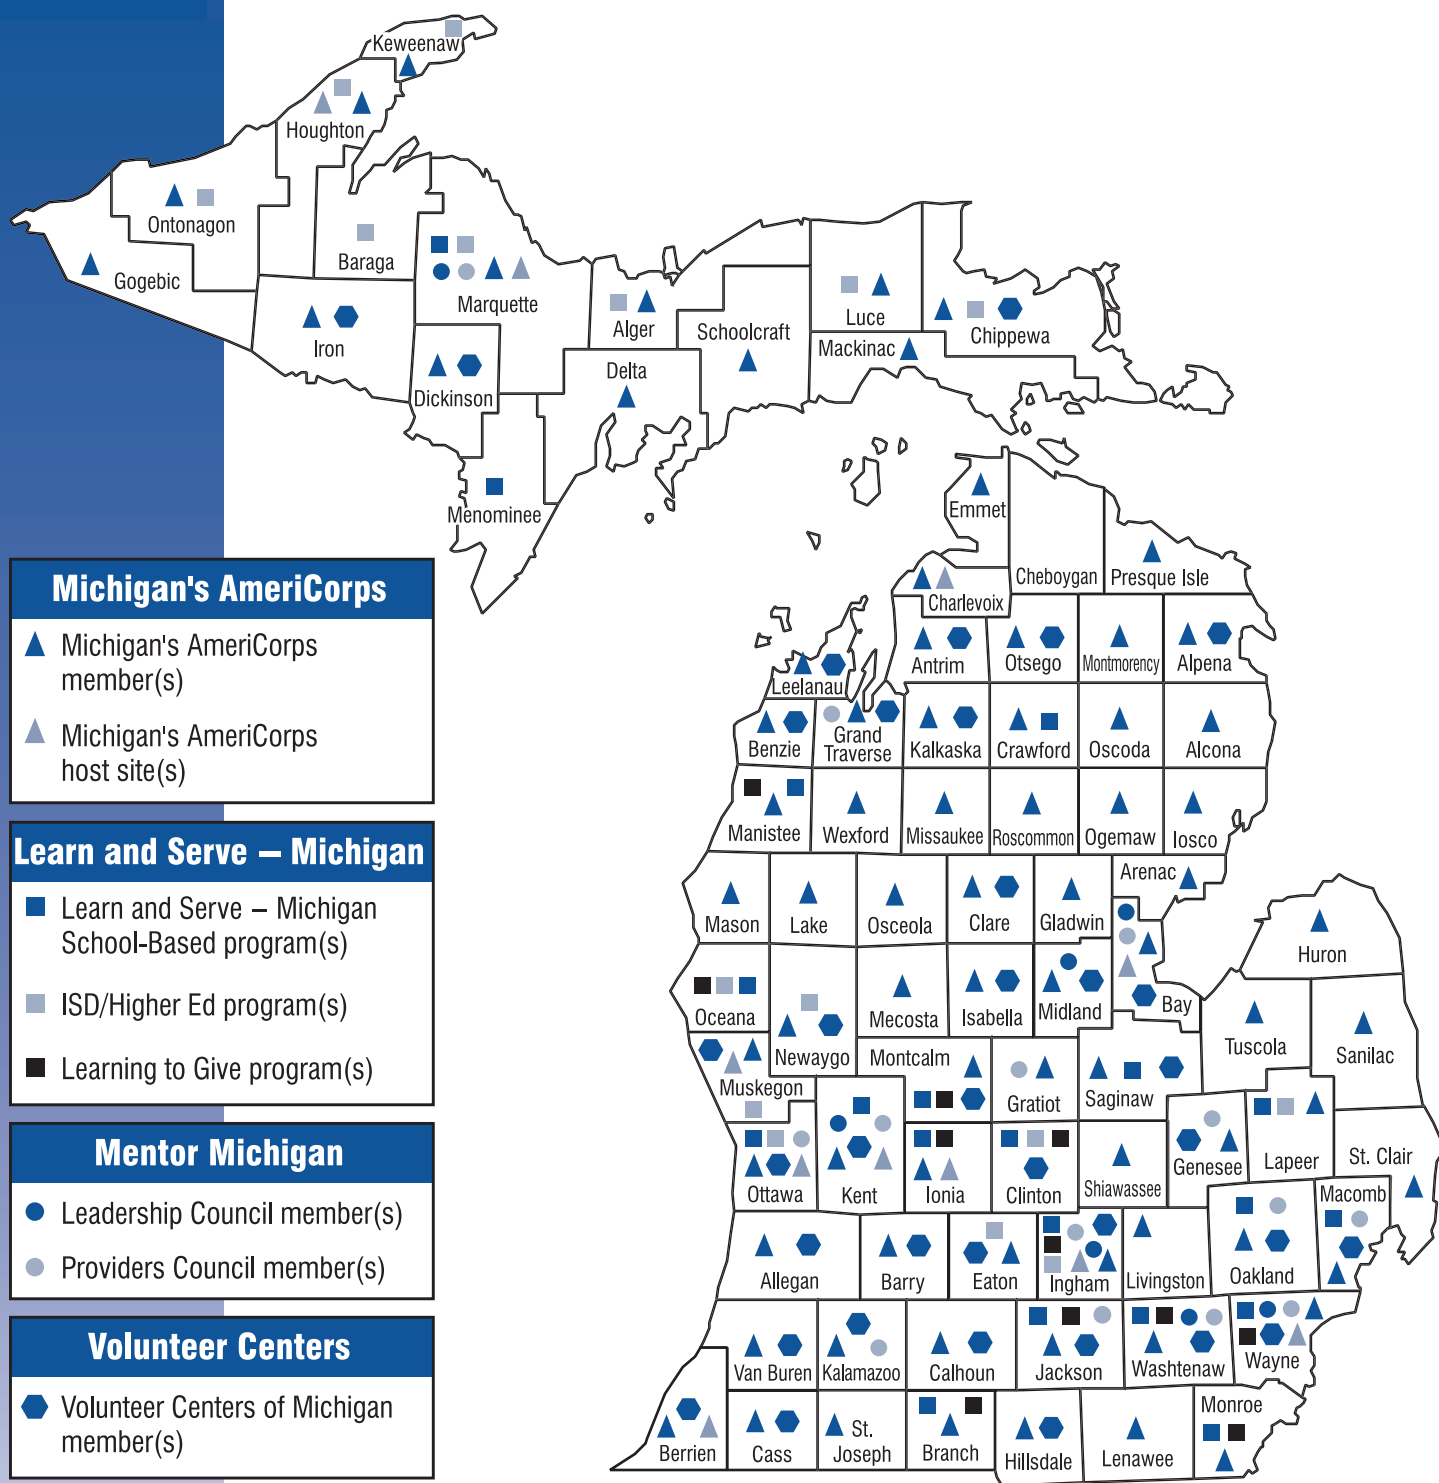 Keweenaw
Houghton
Ontonagon
Gogebic
Baraga
Marquette
Iron
Dickinson
Alger
Schoolcraft
Luce
Chippewa
Mackinac
Delta
Menominee
Michigan's AmeriCorps
Michigan's AmeriCorps
member(s)
Michigan's AmeriCorps
host site(s)
Learn and Serve – Michigan
Learn and Serve – Michigan
School-Based program(s)
ISD/Higher Ed program(s)
Learning to Give program(s)
Mentor Michigan
Leadership Council member(s)
Providers Council member(s)
Volunteer Centers
Volunteer Centers of Michigan
member(s)
Emmet
Cheboygan
Presque Isle
Charlevoix
Antrim
Otsego
Montmorency
Alpena
Leelanau
Benzie
Grand
Traverse
Kalkaska
Crawford
Oscoda
Alcona
Manistee
Wexford
Missaukee
Roscommon
Ogemaw
Iosco
Arenac
Mason
Lake
Osceola
Clare
Gladwin
Huron
Oceana
Newaygo
Mecosta
Isabella
Midland
Bay
Tuscola
Sanilac
Muskegon
Montcalm
Gratiot
Saginaw
Ottawa
Kent
Ionia
Clinton
Shiawassee
Genesee
Lapeer
St. Clair
Macomb
Allegan
Barry
Eaton
Ingham
Livingston
Oakland
Van Buren
Kalamazoo
Calhoun
Jackson
Washtenaw
Wayne
Berrien
Cass
St.
Joseph
Branch
Hillsdale
Lenawee
Monroe